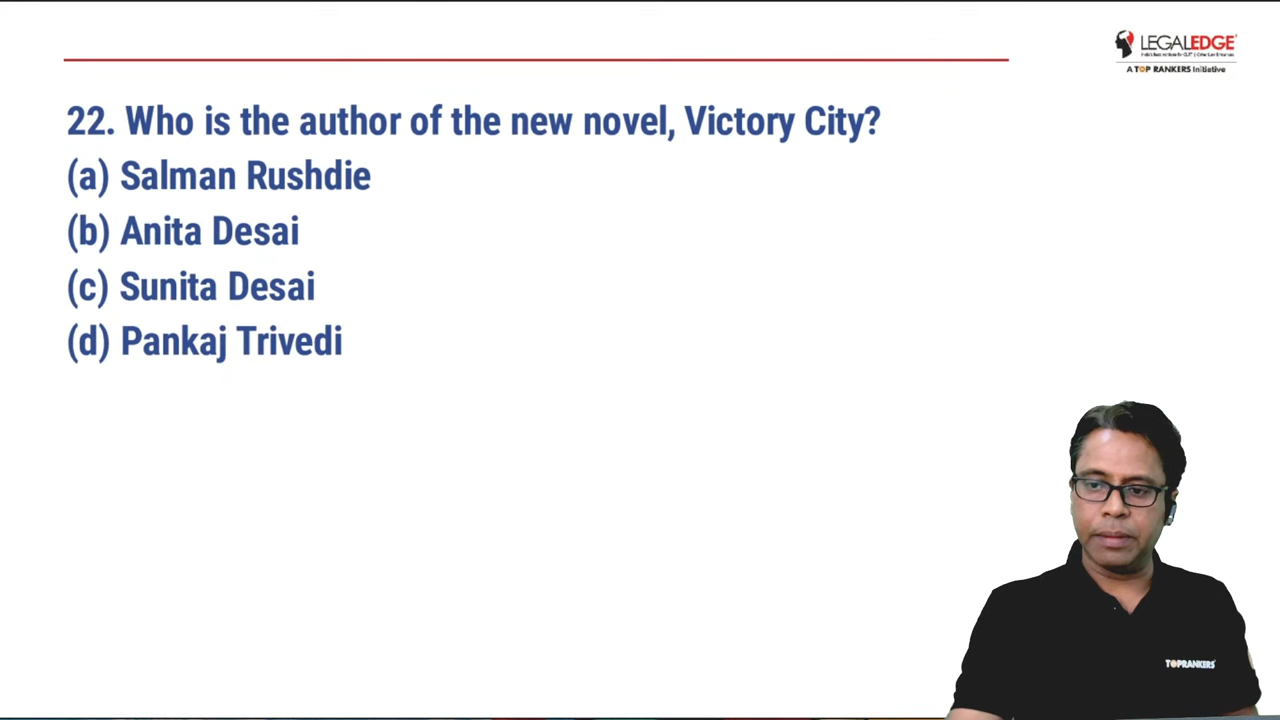 LEGALEDGE
A TOP RANKERS Initiative
22. Who is the author of the new novel, Victory City?
(a) Salman Rushdie
(b) Anita Desai
(c) Sunita Desai
(d) Pankaj Trivedi
TOPRANKERS